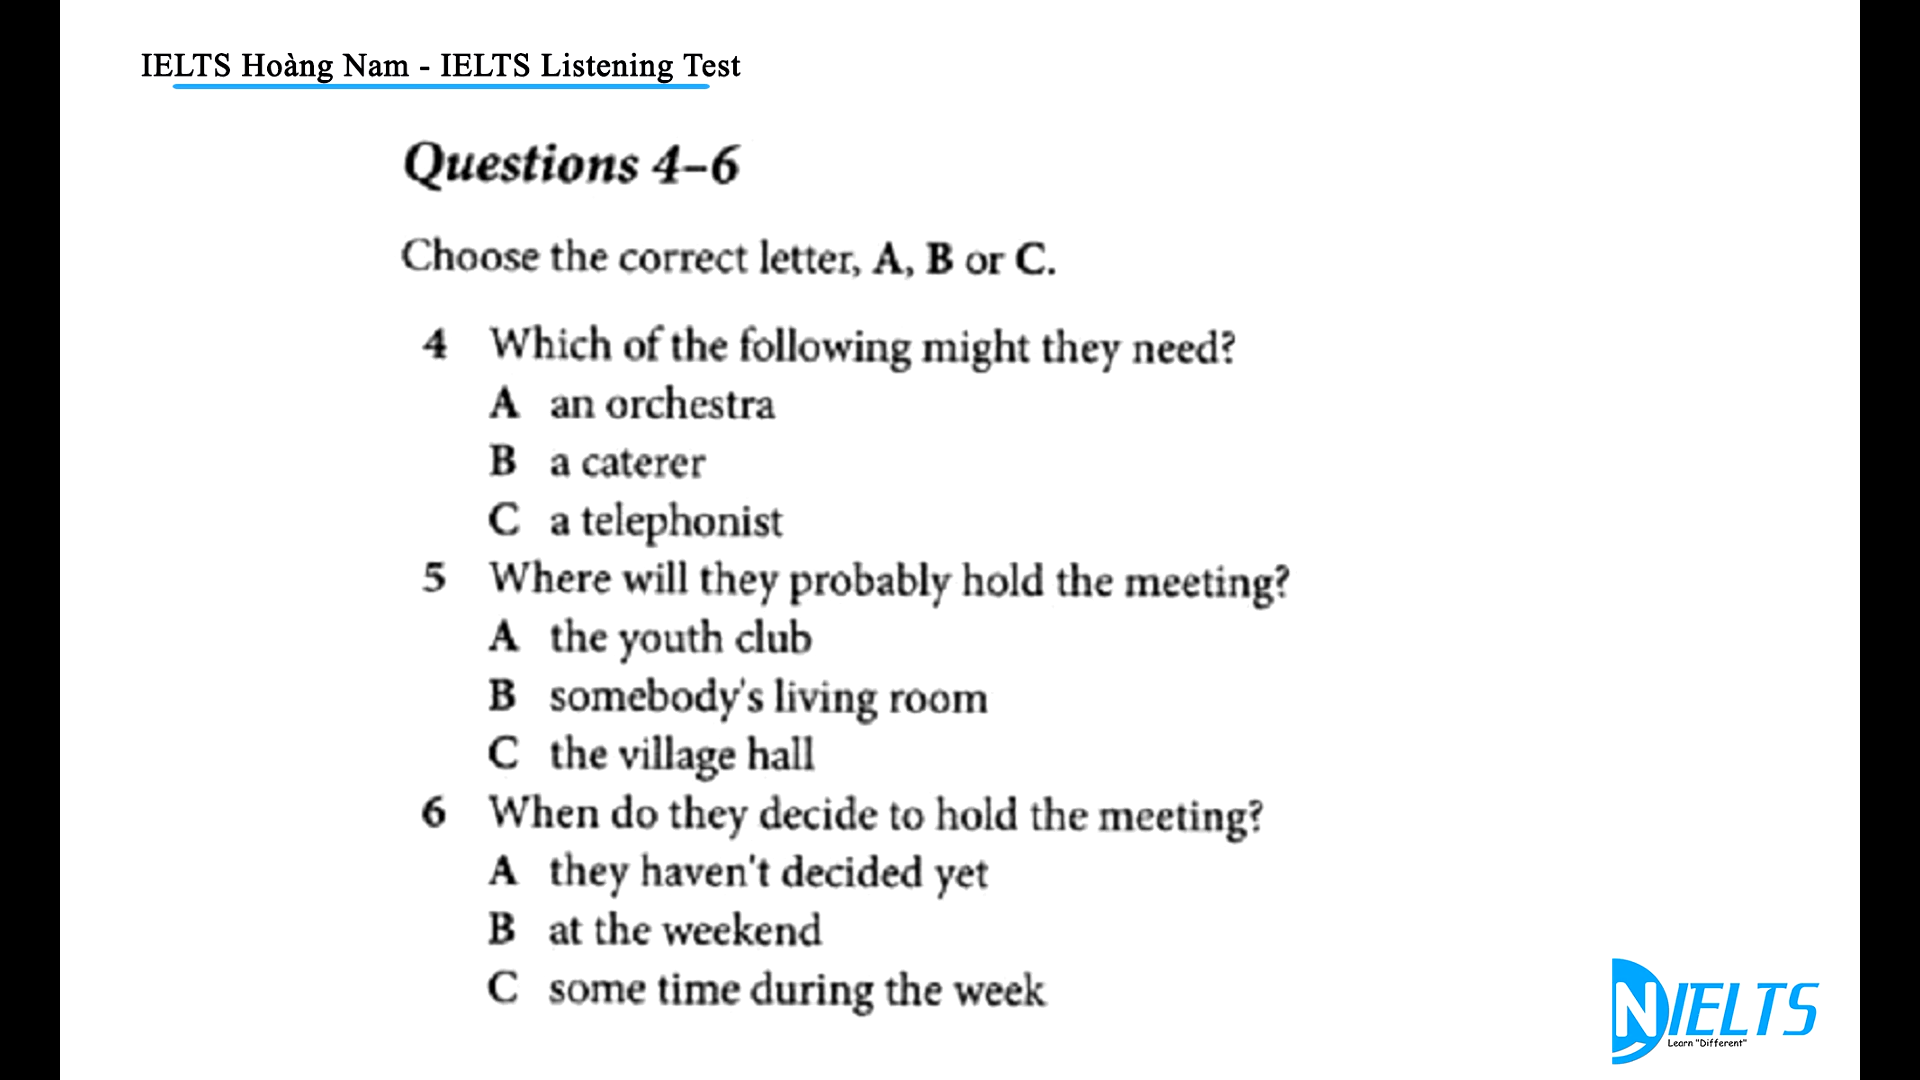 IELTS Hoàng Nam - IELTS Listening Test
Questions 4–6
Choose the correct letter, A, B or C.
4 Which of the following might they need?
A an orchestra
B a caterer
C a telephonist
5 Where will they probably hold the meeting?
A the youth club
B somebody's living room
C the village hall
6 When do they decide to hold the meeting?
A they haven't decided yet
B at the weekend
C some time during the week
NIELTS
Learn "Different"